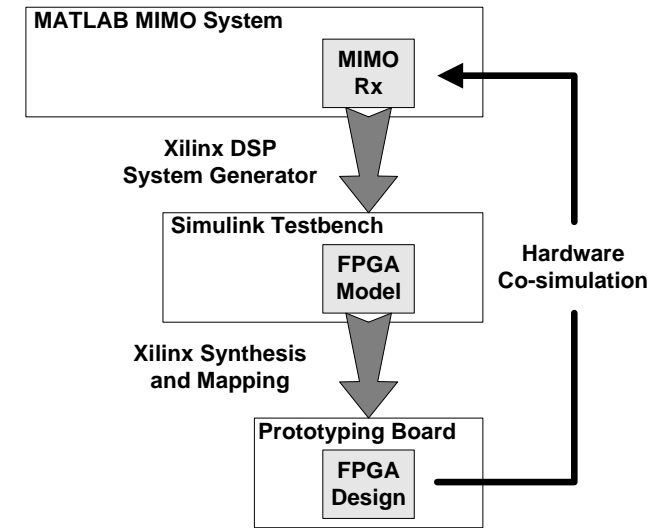 MATLAB MIMO System
MIMO
Rx
Xilinx DSP
System Generator
Simulink Testbench
FPGA
Model
Hardware
Co-simulation
Xilinx Synthesis
and Mapping
Prototyping Board
FPGA
Design